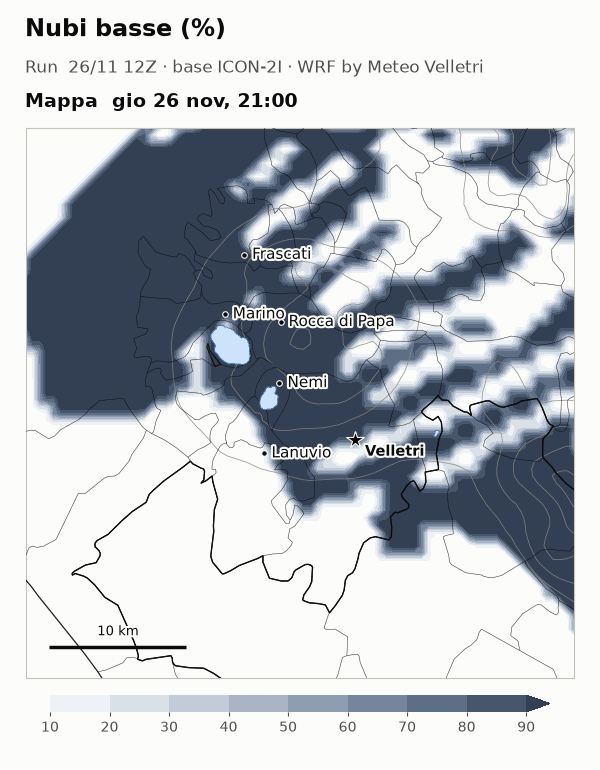 Nubi basse (%)
Run  26/11 12Z · base ICON-2I · WRF by Meteo Velletri
Mappa  gio 26 nov, 21:00
Frascati
Marino
Rocca di Papa
Nemi
Velletri
Lanuvio
10 km
10 20 30 40 50 60 70 80 90